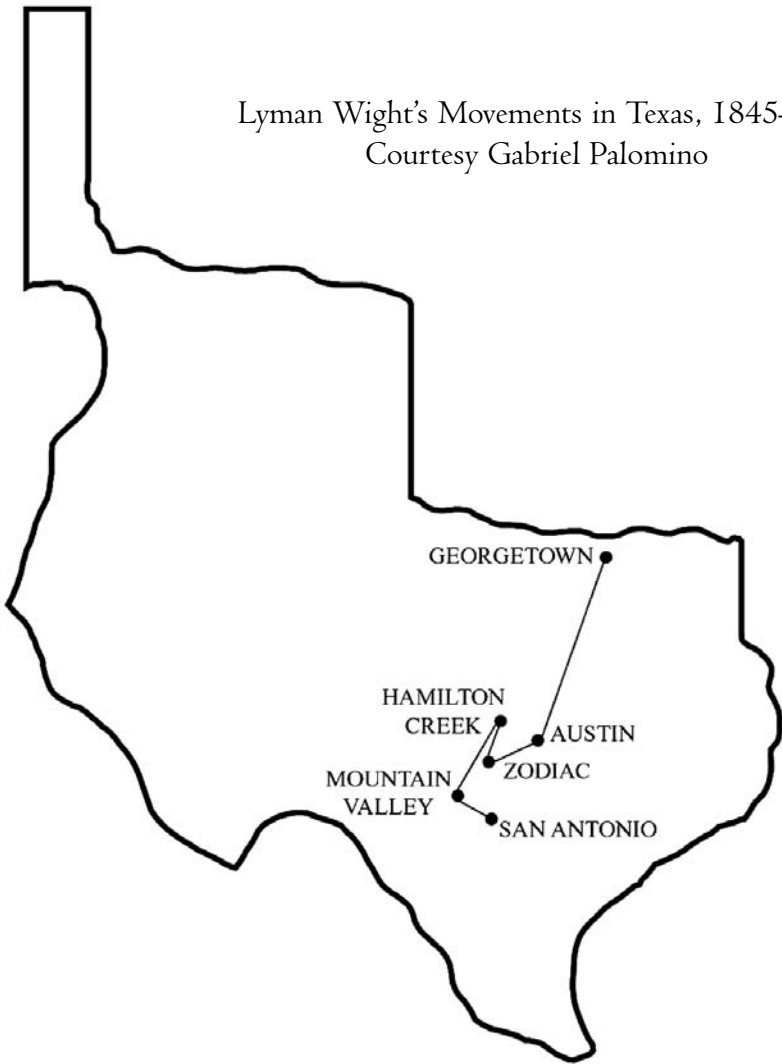 Lyman Wight's Movements in Texas, 1845-
Courtesy Gabriel Palomino
GEORGETOWN
HAMILTON
CREEK
AUSTIN
ZODIAC
MOUNTAIN
VALLEY
SAN ANTONIO